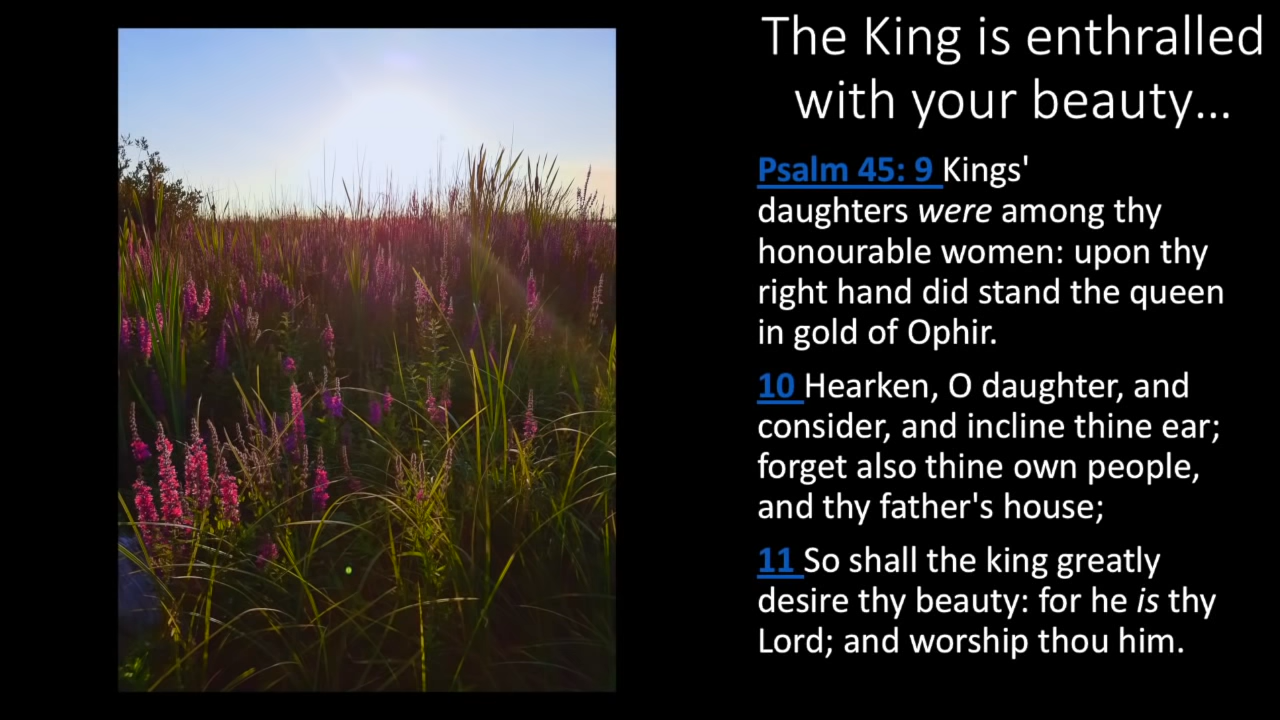 The King is enthralled
with your beauty...
Psalm 45: 9 Kings'
daughters were among thy
honourable women: upon thy
right hand did stand the queen
in gold of Ophir.
10 Hearken, O daughter, and
consider, and incline thine ear;
forget also thine own people,
and thy father's house;
11 So shall the king greatly
desire thy beauty: for he is thy
Lord; and worship thou him.